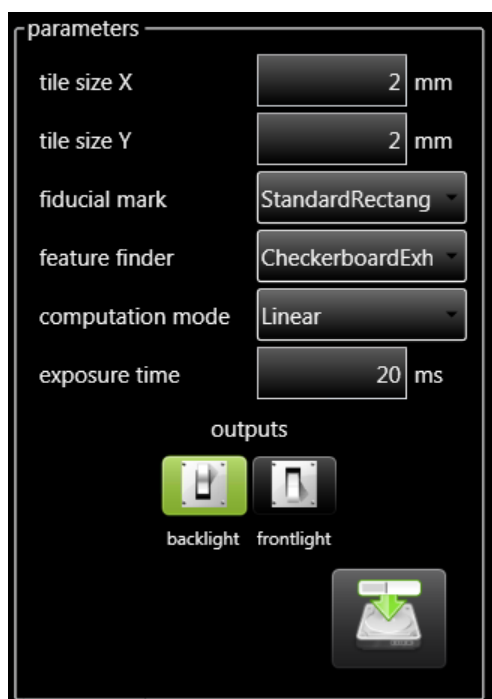 parameters
tile size X 2 mm
tile size Y 2 mm
fiducial mark StandardRectang
feature finder CheckerboardExh
computation mode Linear
exposure time 20 ms
outputs
backlight frontlight